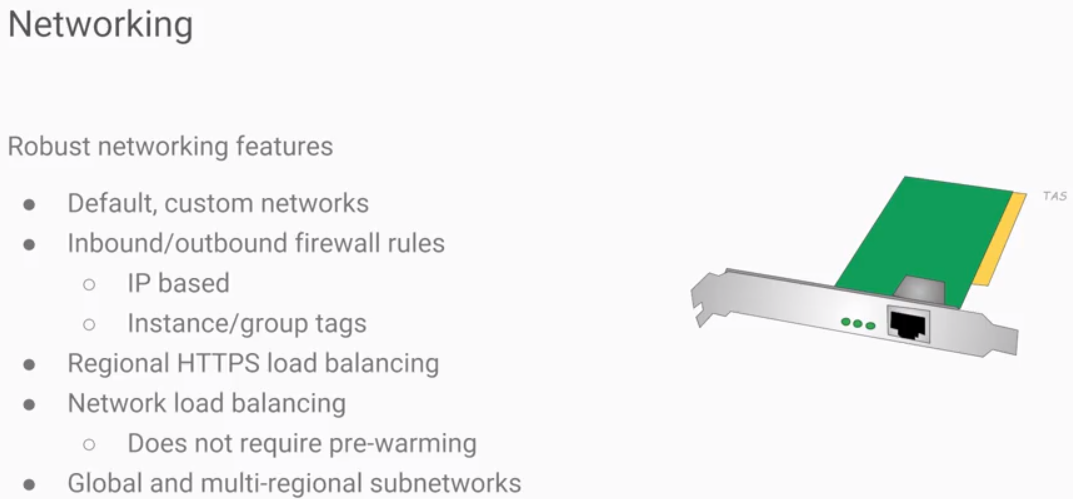 Networking
Robust networking features
● Default, custom networks
● Inbound/outbound firewall rules
○ IP based
○ Instance/group tags
● Regional HTTPS load balancing
● Network load balancing
○ Does not require pre-warming
● Global and multi-regional subnetworks
TAS